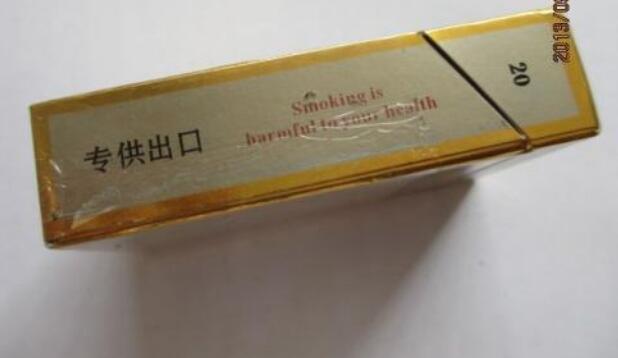 专供出口
Smoking is
harmful to your health
20